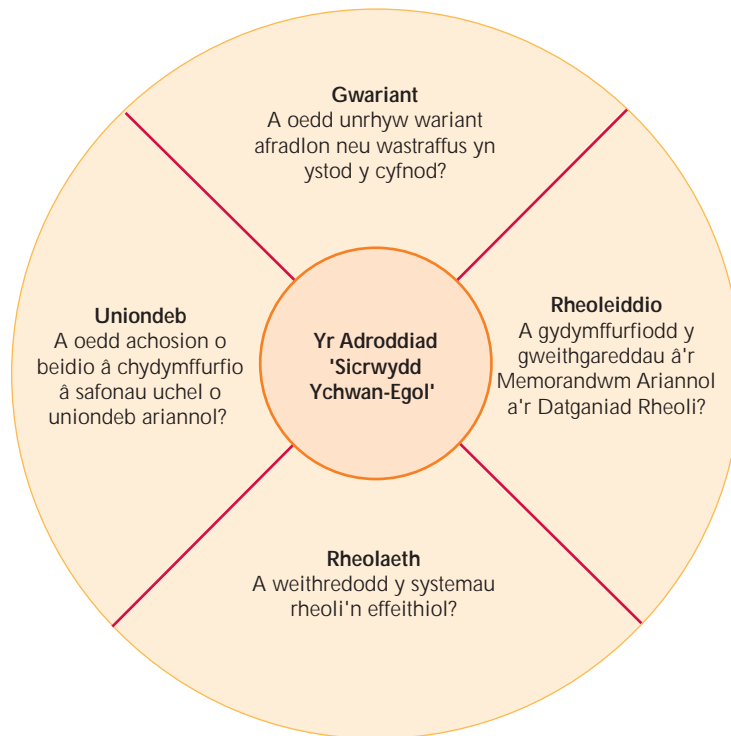 Gwariant
A oedd unrhyw wariant
afradlon neu wastraffus yn
ystod y cyfnod?
Uniondeb
A oedd achosion o
beidio â chydymffurfio
â safonau uchel o
uniondeb ariannol?
Yr Adroddiad
'Sicrwydd
Ychwan-Egol'
Rheoleiddio
A gydymffurfiodd y
gweithgareddau â'r
Memorandwm Ariannol
a'r Datganiad Rheoli?
Rheolaeth
A weithredodd y systemau
rheoli'n effeithiol?